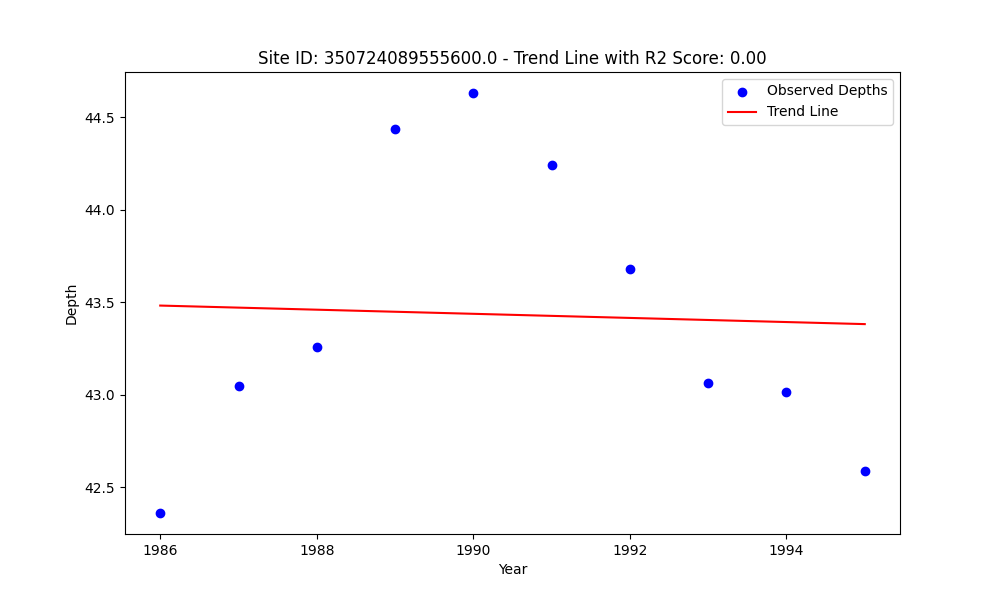 Site ID: 350724089555600.0 - Trend Line with R2 Score: 0.00
Observed Depths
Trend Line
44.5
44.0
43.5
43.0
42.5
Depth
1986
1988
1990
1992
1994
Year